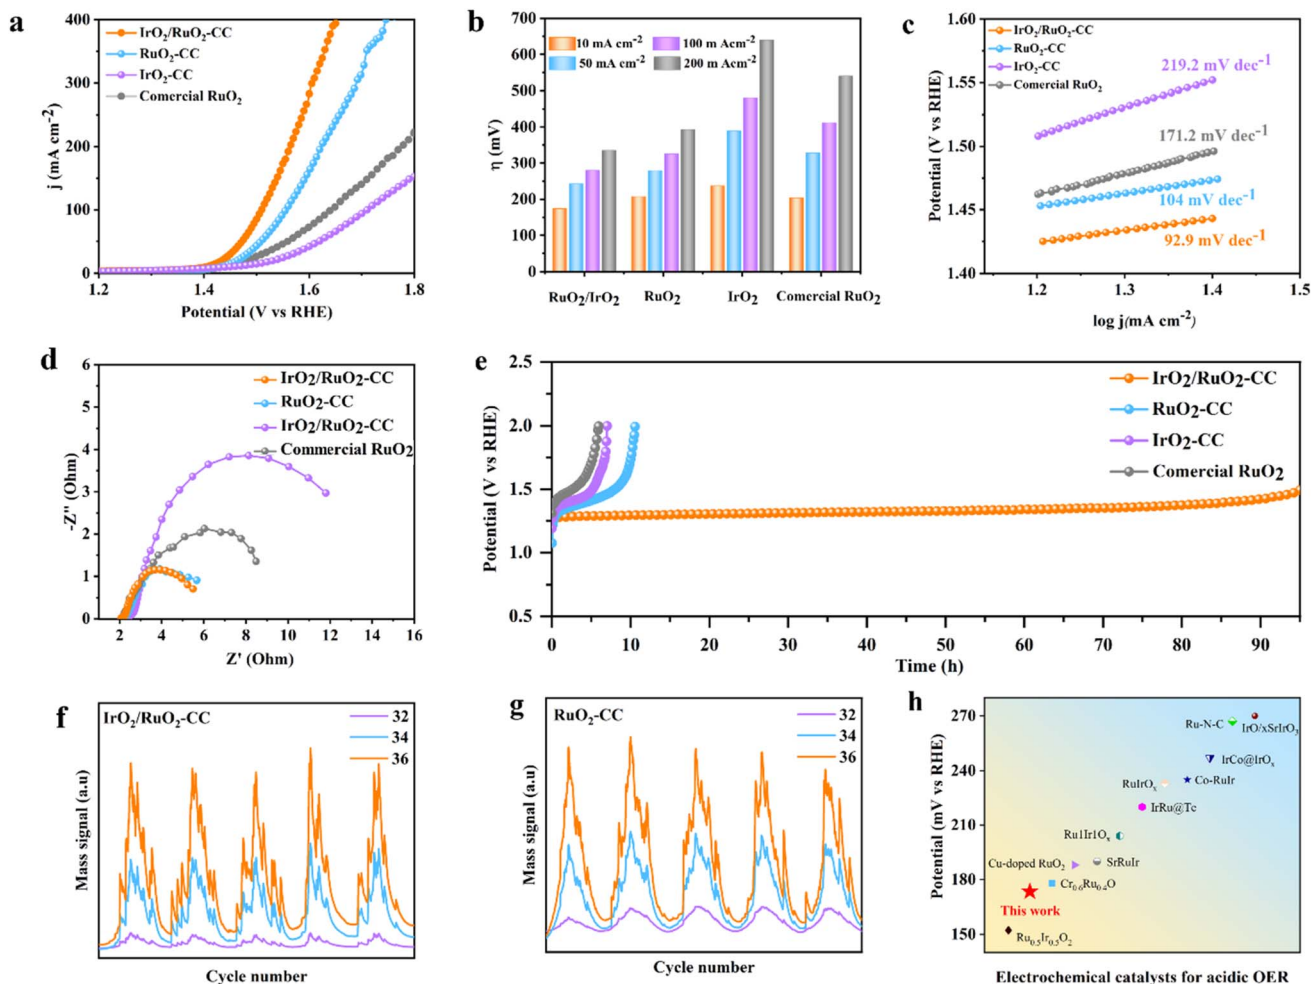 a
IrO2/RuO2-CC
RuO2-CC
IrO2-CC
Comercial RuO2
400
300
200
100
0
j (mA cm-2)
1.2 1.4 1.6 1.8
Potential (V vs RHE)
b
10 mA cm-2 100 m Acm-2
50 mA cm-2 200 m Acm-2
700
600
500
400
300
200
100
0
η (mV)
RuO2/IrO2 RuO2 IrO2 Comercial RuO2
c
IrO2/RuO2-CC
RuO2-CC
IrO2-CC
Comercial RuO2
219.2 mV dec-1
171.2 mV dec-1
104 mV dec-1
92.9 mV dec-1
1.60
1.55
1.50
1.45
1.40
Potential (V vs RHE)
1.2 1.3 1.4 1.5
log j(mA cm-2)
d
IrO2/RuO2-CC
RuO2-CC
IrO2/RuO2-CC
Commercial RuO2
6
5
4
3
2
1
0
-Z'' (Ohm)
2 4 6 8 10 12 14 16
Z' (Ohm)
e
IrO2/RuO2-CC
RuO2-CC
IrO2-CC
Comercial RuO2
2.5
2.0
1.5
1.0
0.5
Potential (V vs RHE)
0 10 20 30 40 50 60 70 80 90
Time (h)
f
IrO2/RuO2-CC
32
34
36
Mass signal (a.u)
Cycle number
g
RuO2-CC
32
34
36
Mass signal (a.u)
Cycle number
h
270
240
210
180
150
Potential (mV vs RHE)
Ru-N-C
IrO/xSrIrO3
IrCo@IrOx
Co-RuIr
RuIrOx
IrRu@Te
Ru1Ir1Ox
SrRuIr
Cu-doped RuO2
Cr0.6Ru0.4O
This work
Ru0.5Ir0.5O2
Electrochemical catalysts for acidic OER